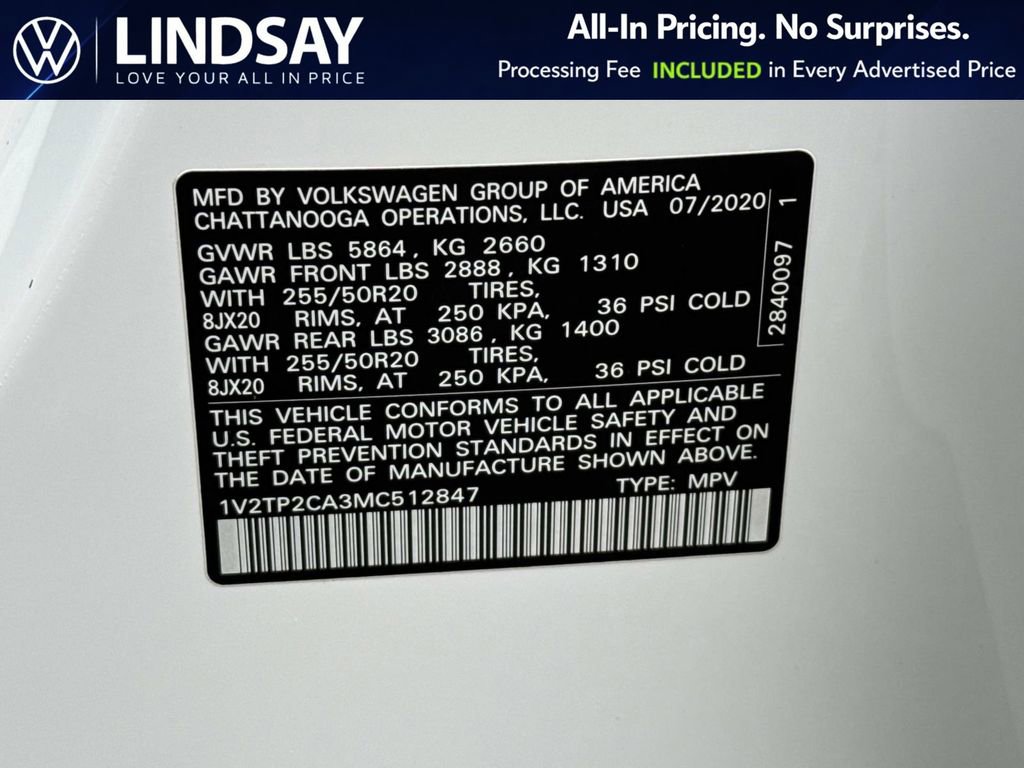 LINDSAY
LOVE YOUR ALL IN PRICE
All-In Pricing. No Surprises.
Processing Fee INCLUDED in Every Advertised Price
MFD BY VOLKSWAGEN GROUP OF AMERICA
CHATTANOOGA OPERATIONS, LLC. USA 07/2020
GVWR LBS 5864, KG 2660
GAWR FRONT LBS 2888, KG 1310
WITH 255/50R20 TIRES,
8JX20 RIMS, AT 250 KPA, 36 PSI COLD
GAWR REAR LBS 3086, KG 1400
WITH 255/50R20 TIRES,
8JX20 RIMS, AT 250 KPA, 36 PSI COLD
2840097 1
THIS VEHICLE CONFORMS TO ALL APPLICABLE
U.S. FEDERAL MOTOR VEHICLE SAFETY AND
THEFT PREVENTION STANDARDS IN EFFECT ON
THE DATE OF MANUFACTURE SHOWN ABOVE.
1V2TP2CA3MC512847 TYPE: MPV